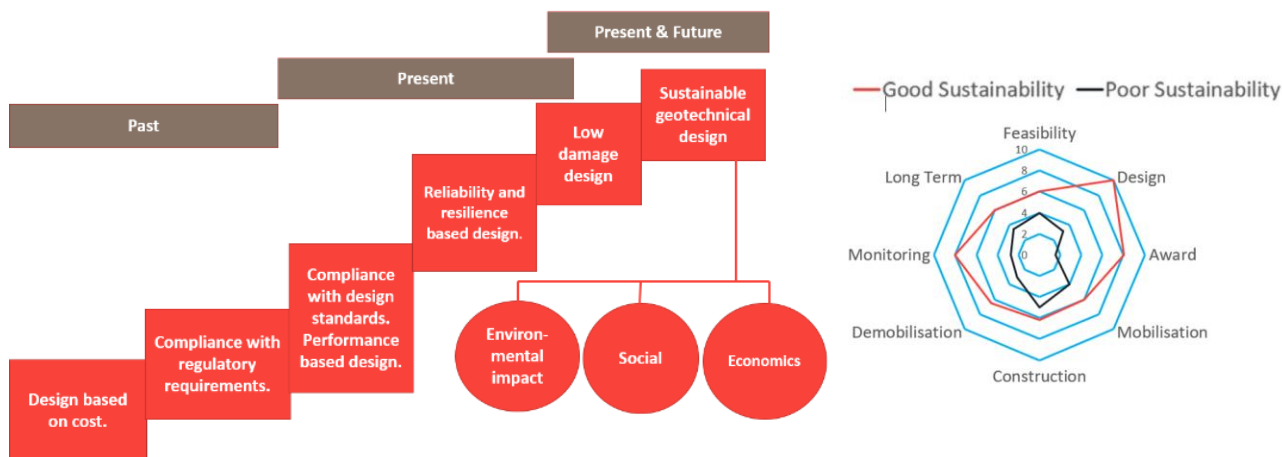 Present & Future
Present
Past
Sustainable
geotechnical
design
Low
damage
design
Reliability and
resilience
based design.
Compliance
with design
standards.
Performance
based design.
Compliance with
regulatory
requirements.
Design based
on cost.
Environ-
mental
impact
Social
Economics
Good Sustainability
Poor Sustainability
Feasibility
Design
Award
Mobilisation
Construction
Demobilisation
Monitoring
Long Term
10
8
6
4
2
0